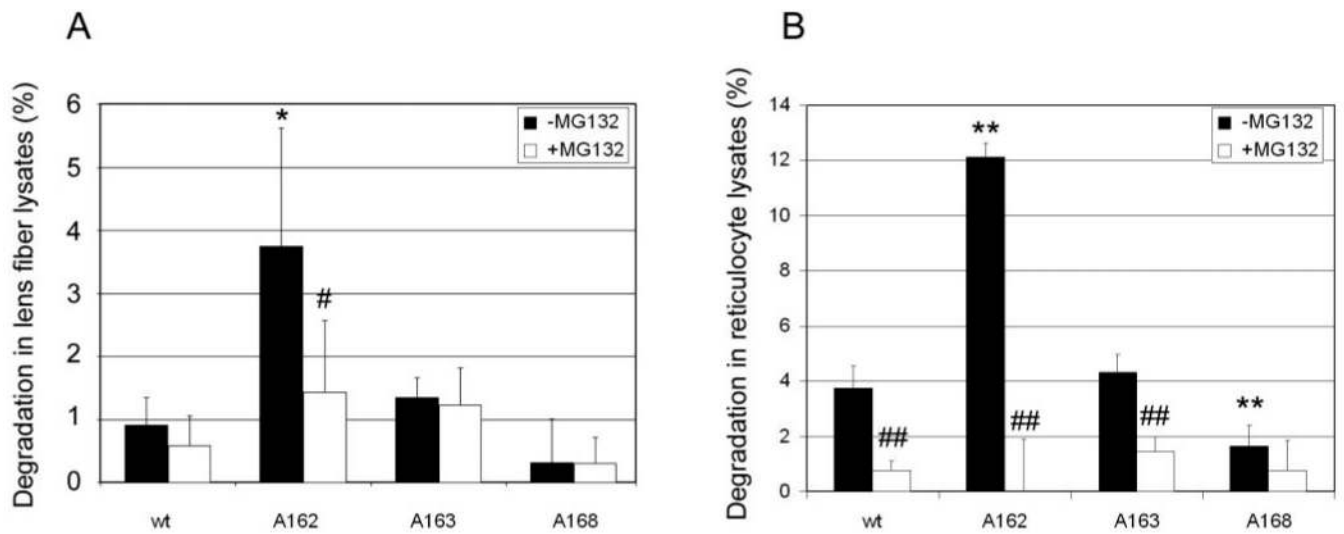 A
Degradation in lens fiber lysates (%)
6
5
4
3
2
1
0
*
#
-MG132
+MG132
wt A162 A163 A168
B
Degradation in reticulocyte lysates (%)
14
12
10
8
6
4
2
0
**
-MG132
+MG132
##
##
##
**
wt A162 A163 A168